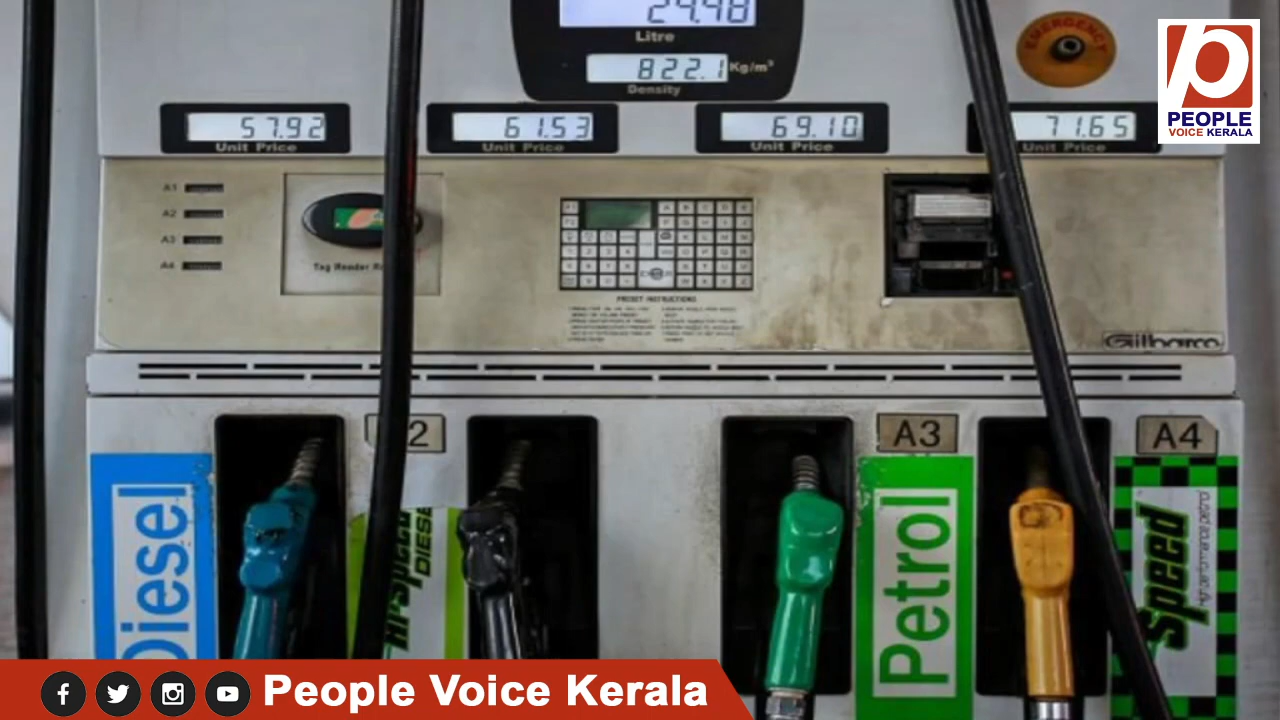 24.48
Litre
822.1 Kg/m³
Density
EMERGENCY
PEOPLE
VOICE KERALA
57.92
Unit Price
61.53
Unit Price
69.10
Unit Price
71.65
Unit Price
A1
A2
A3
A4
Tag Reader
PRESET INSTRUCTIONS
Gilbarco
2
A3
A4
Diesel
Hi-Speed
DIESEL
Petrol
Speed
People Voice Kerala